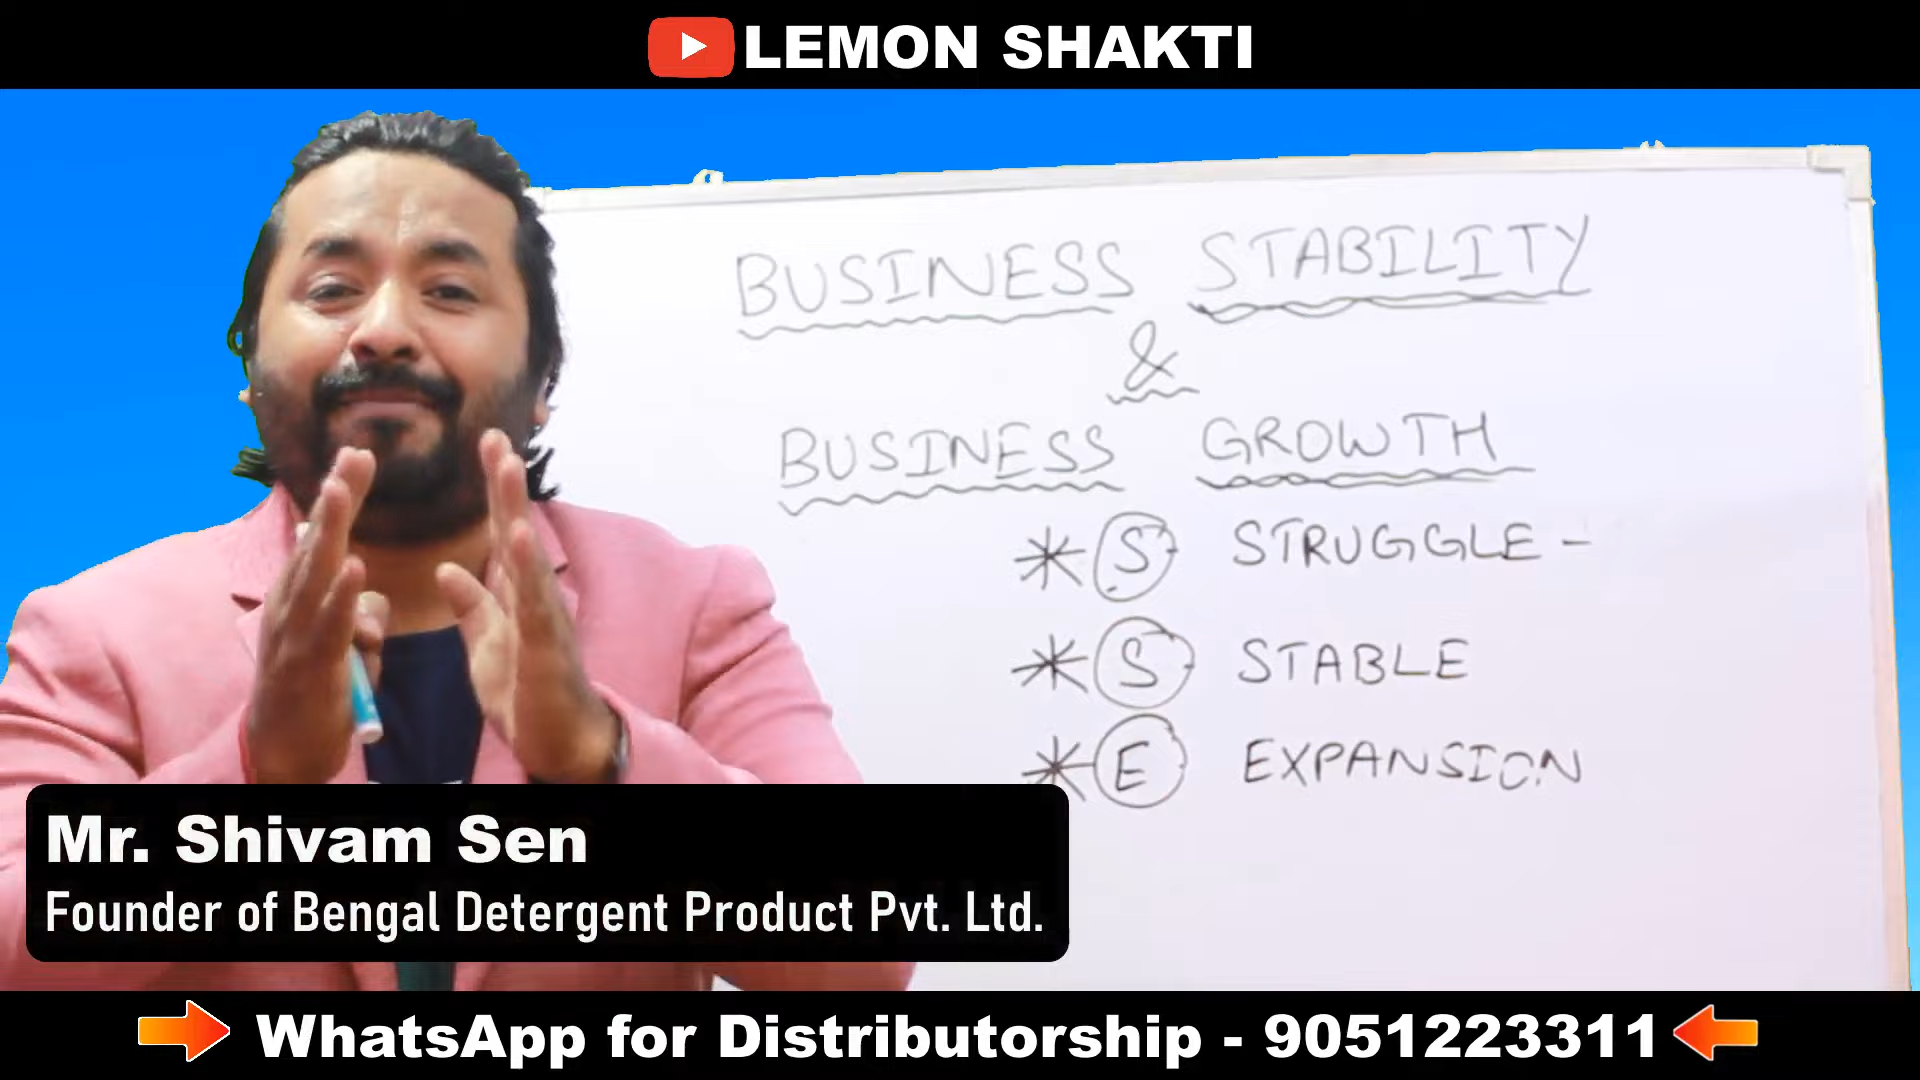 LEMON SHAKTI
BUSINESS STABILITY
&
BUSINESS GROWTH
* S STRUGGLE -
* S STABLE
* E EXPANSION
Mr. Shivam Sen
Founder of Bengal Detergent Product Pvt. Ltd.
WhatsApp for Distributorship - 9051223311